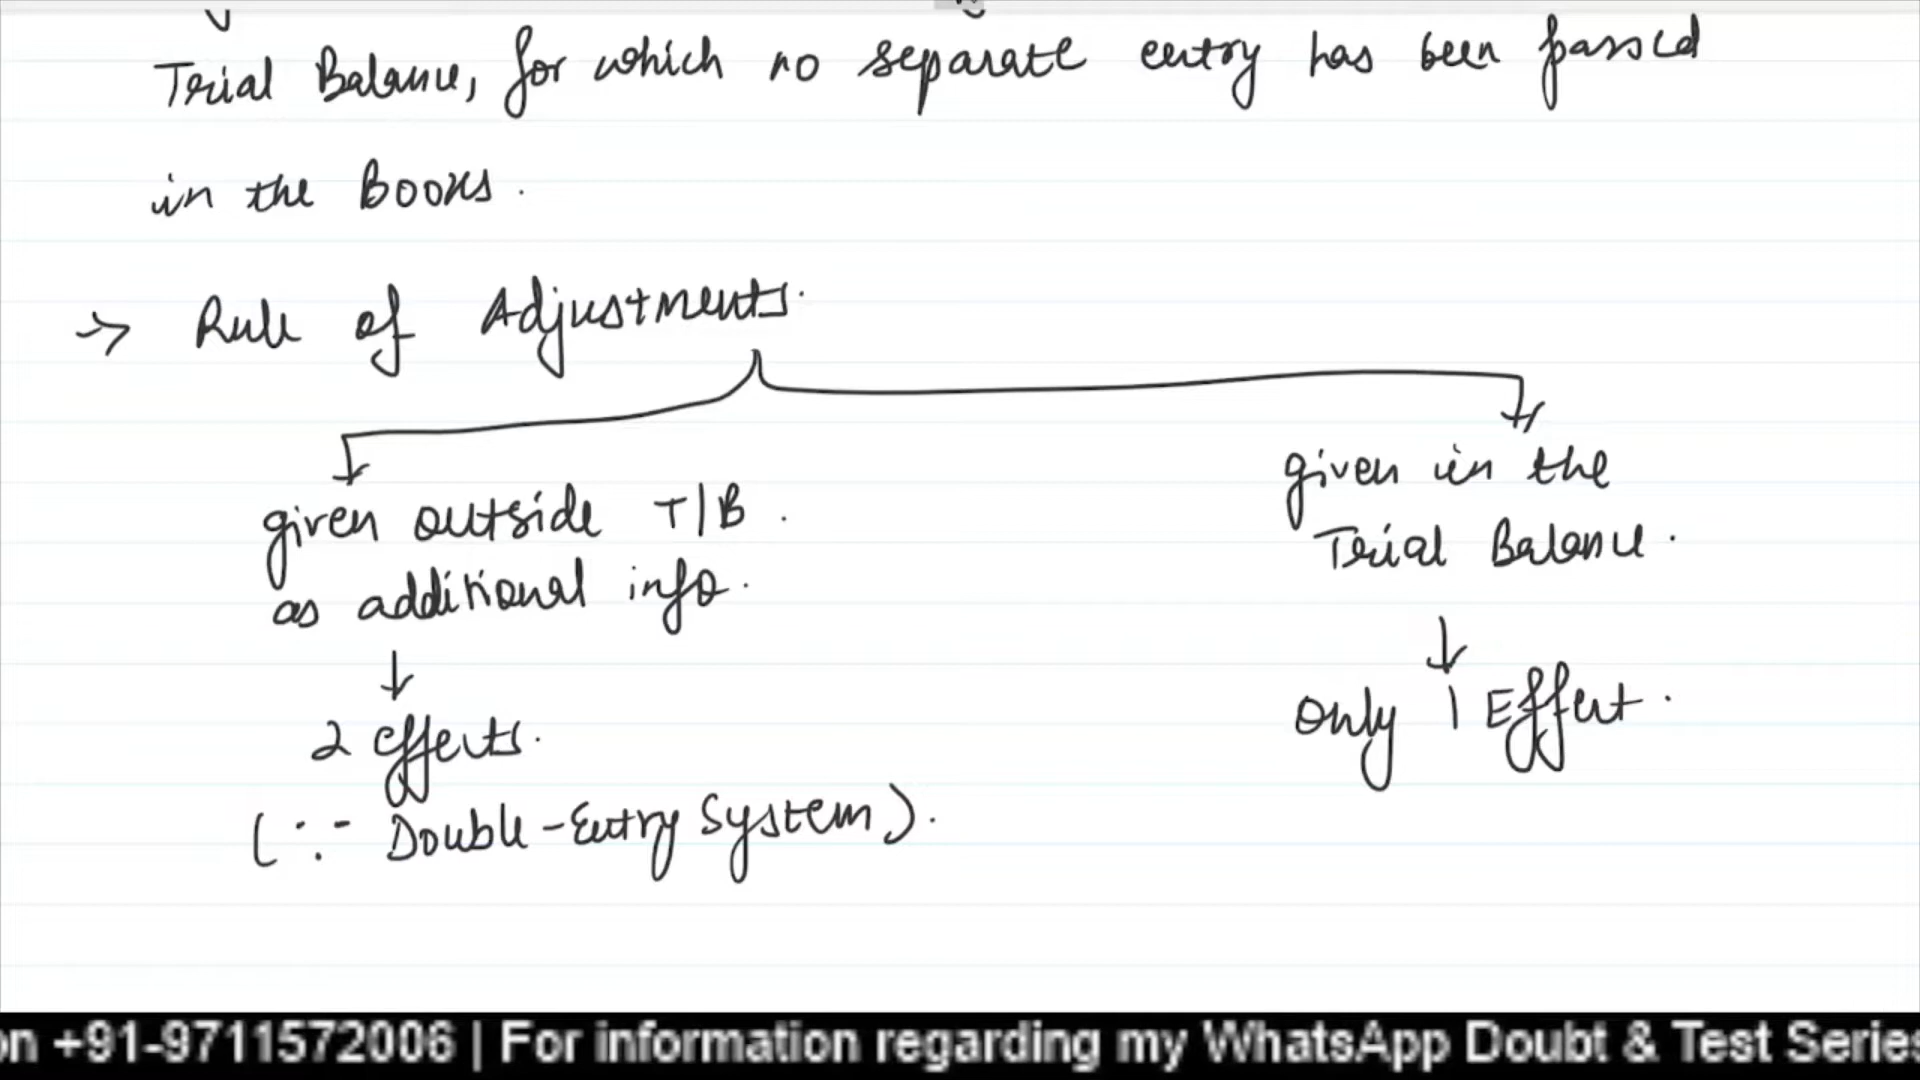 Trial Balance, for which no separate entry has been passed
in the Books.
→ Rule of Adjustments.
given outside T/B.
as additional info.
↓
2 effects.
(∵ Double-Entry System).
given in the
Trial Balance.
↓
Only 1 Effect.
on +91-9711572006 | For information regarding my WhatsApp Doubt & Test Series